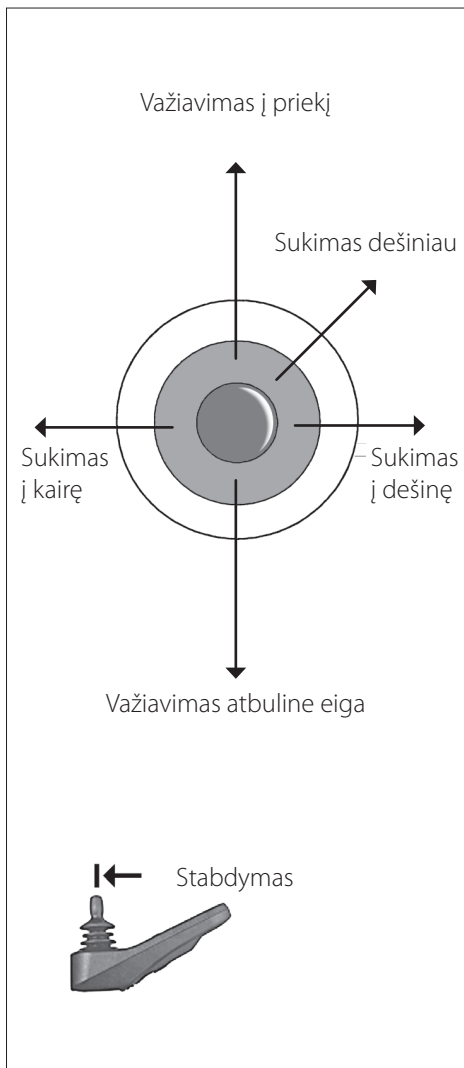 Važiavimas į priekį
Sukimas dešiniau
Sukimas
į kairę
Sukimas
į dešinę
Važiavimas atbuline eiga
Stabdymas